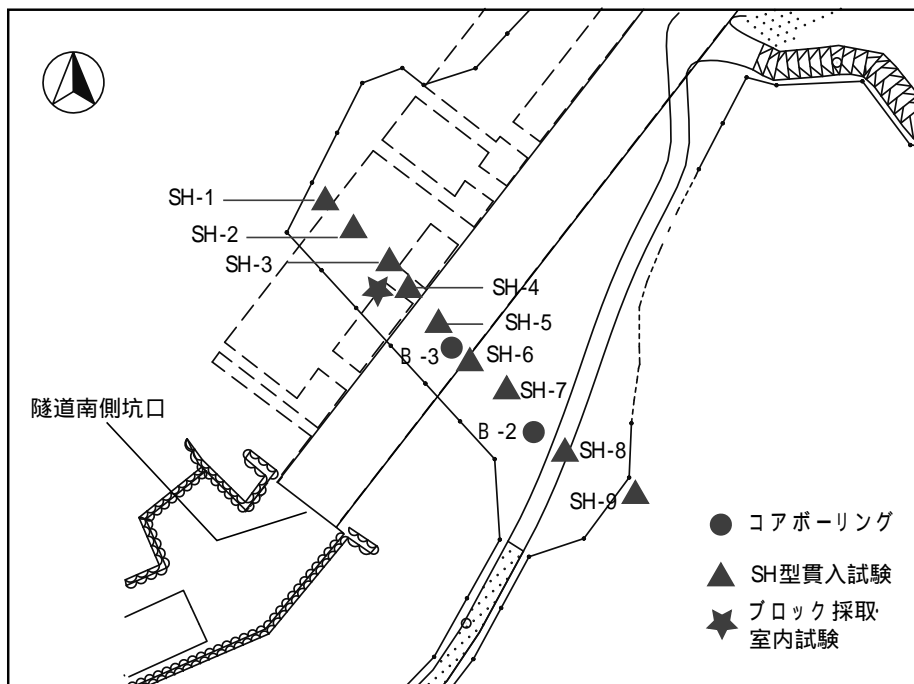 SH-1
SH-2
SH-3
SH-4
SH-5
B-3
SH-6
SH-7
隧道南側坑口
B-2
SH-8
SH-9
コアボーリング
SH型貫入試験
ブロック採取・
室内試験